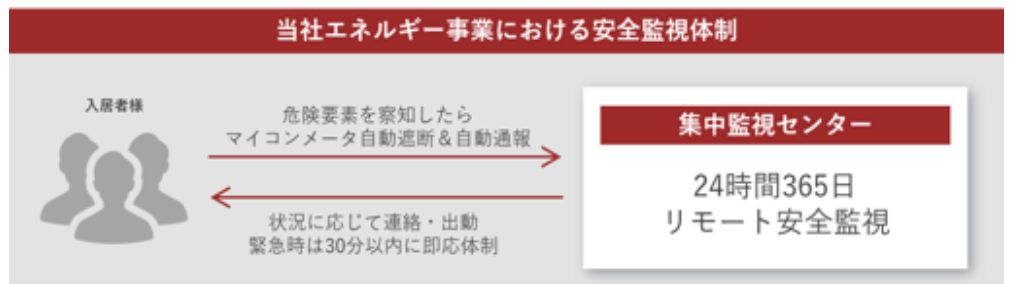 当社エネルギー事業における安全監視体制
入居者様
危険要素を察知したら
マイコンメータ自動遮断&自動通報
状況に応じて連絡・出動
緊急時は30分以内に即応体制
集中監視センター
24時間365日
リモート安全監視